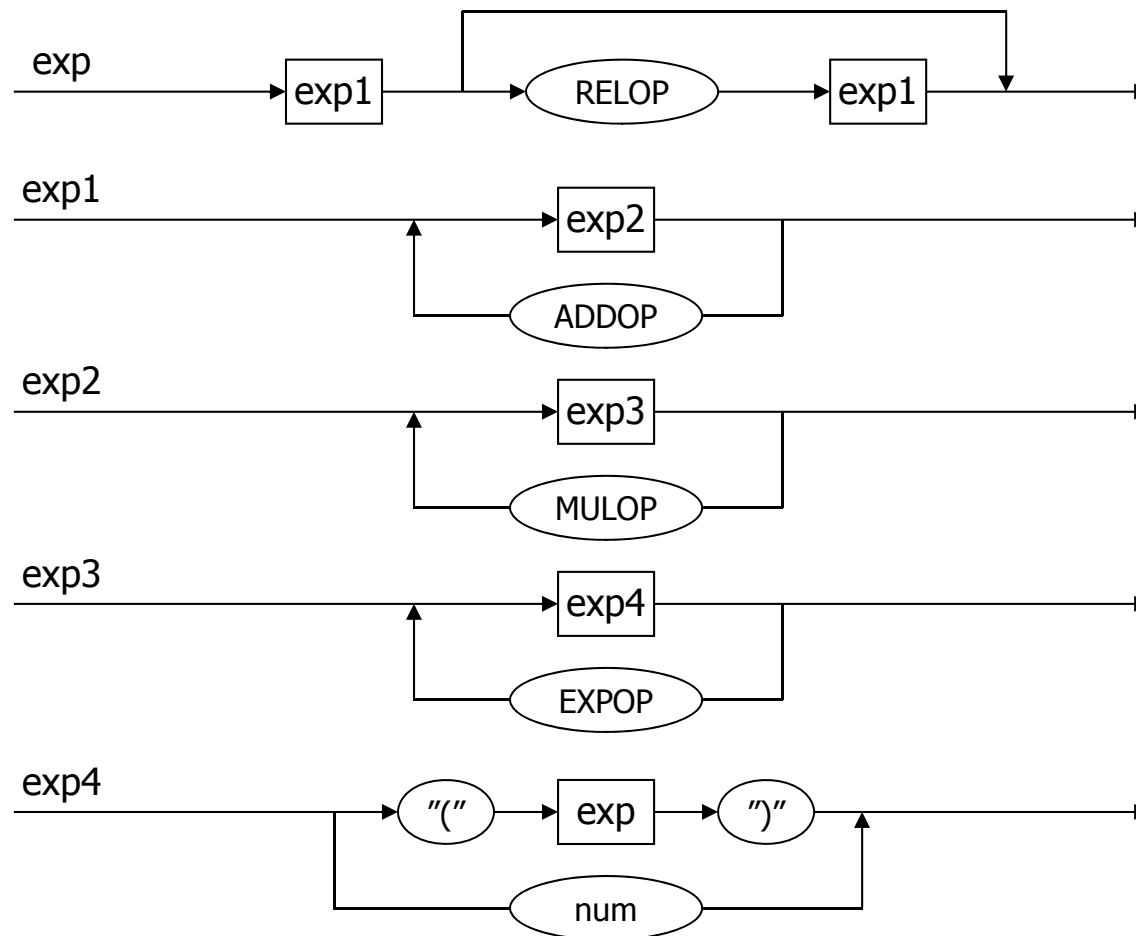 exp
exp1 RELOP exp1
exp1
exp2
ADDOP
exp2
exp3
MULOP
exp3
exp4
EXPOP
exp4
"(" exp ")"
num